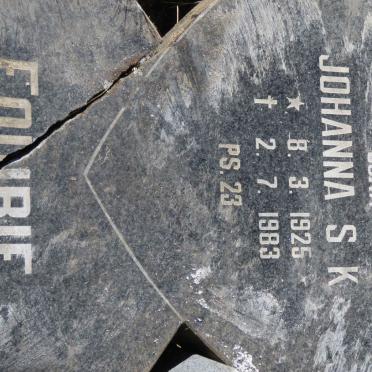 JOHANNA S K
* 8. 3. 1925
† 2. 7. 1983
PS. 23
FOURIE